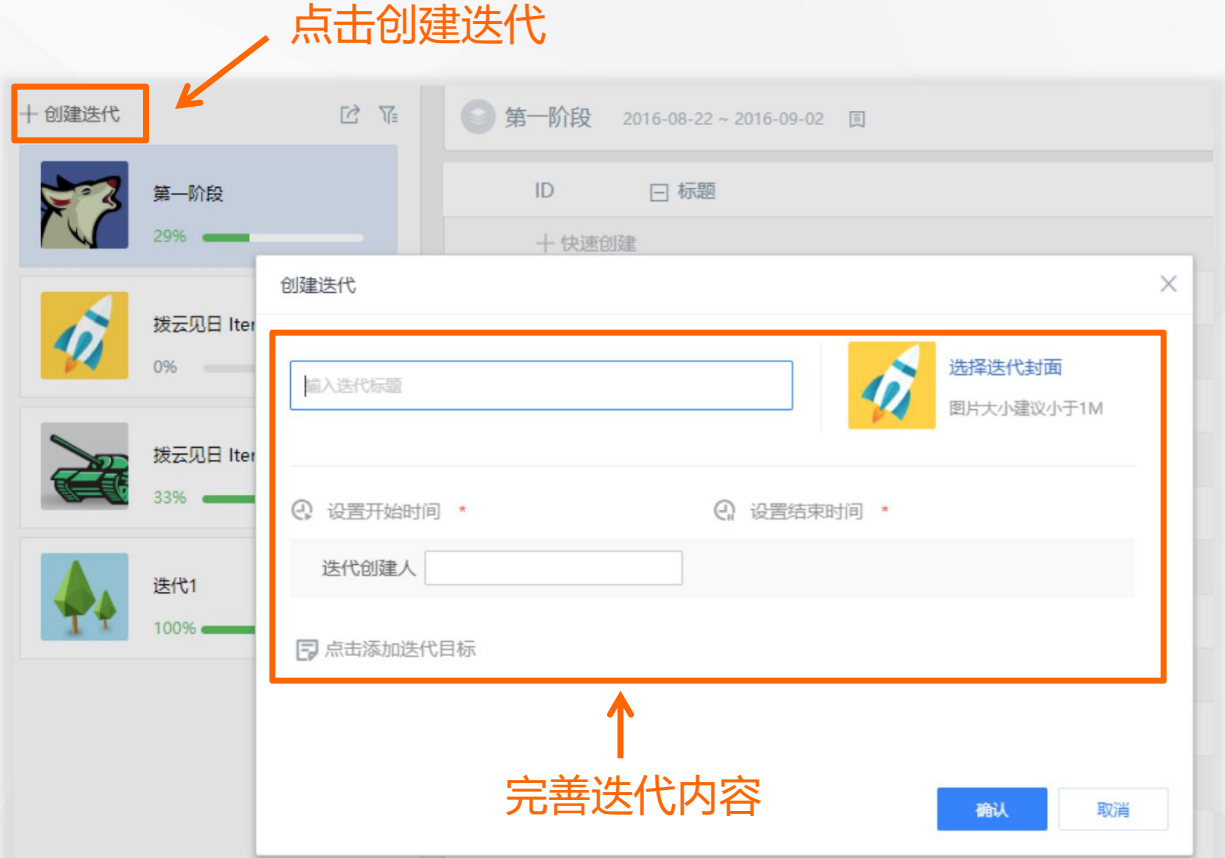 点击创建迭代
创建迭代
第一阶段 2016-08-22 ~ 2016-09-02
第一阶段
29%
ID 标题
快速创建
拨云见日 Iter
0%
拨云见日 Iter
33%
迭代1
100%
创建迭代
输入迭代标题
选择迭代封面
图片大小建议小于1M
设置开始时间 * 设置结束时间 *
迭代创建人
点击添加迭代目标
完善迭代内容
确认 取消